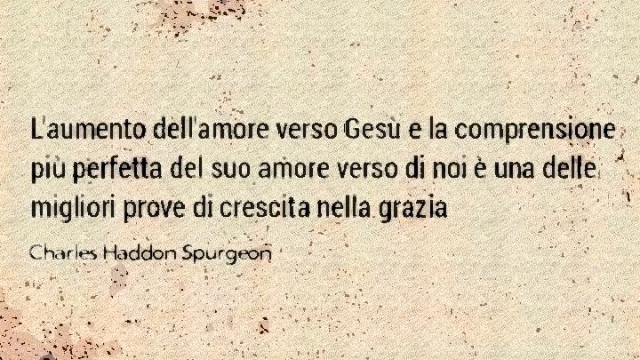 L'aumento dell'amore verso Gesù e la comprensione
più perfetta del suo amore verso di noi è una delle
migliori prove di crescita nella grazia
Charles Haddon Spurgeon